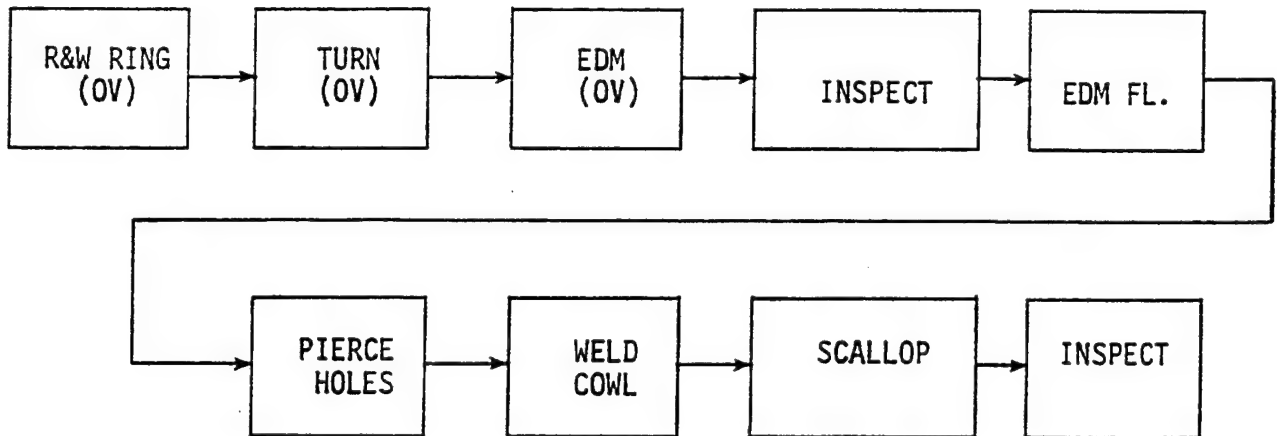 R&W RING
(OV)
TURN
(OV)
EDM
(OV)
INSPECT
EDM FL.
PIERCE
HOLES
WELD
COWL
SCALLOP
INSPECT